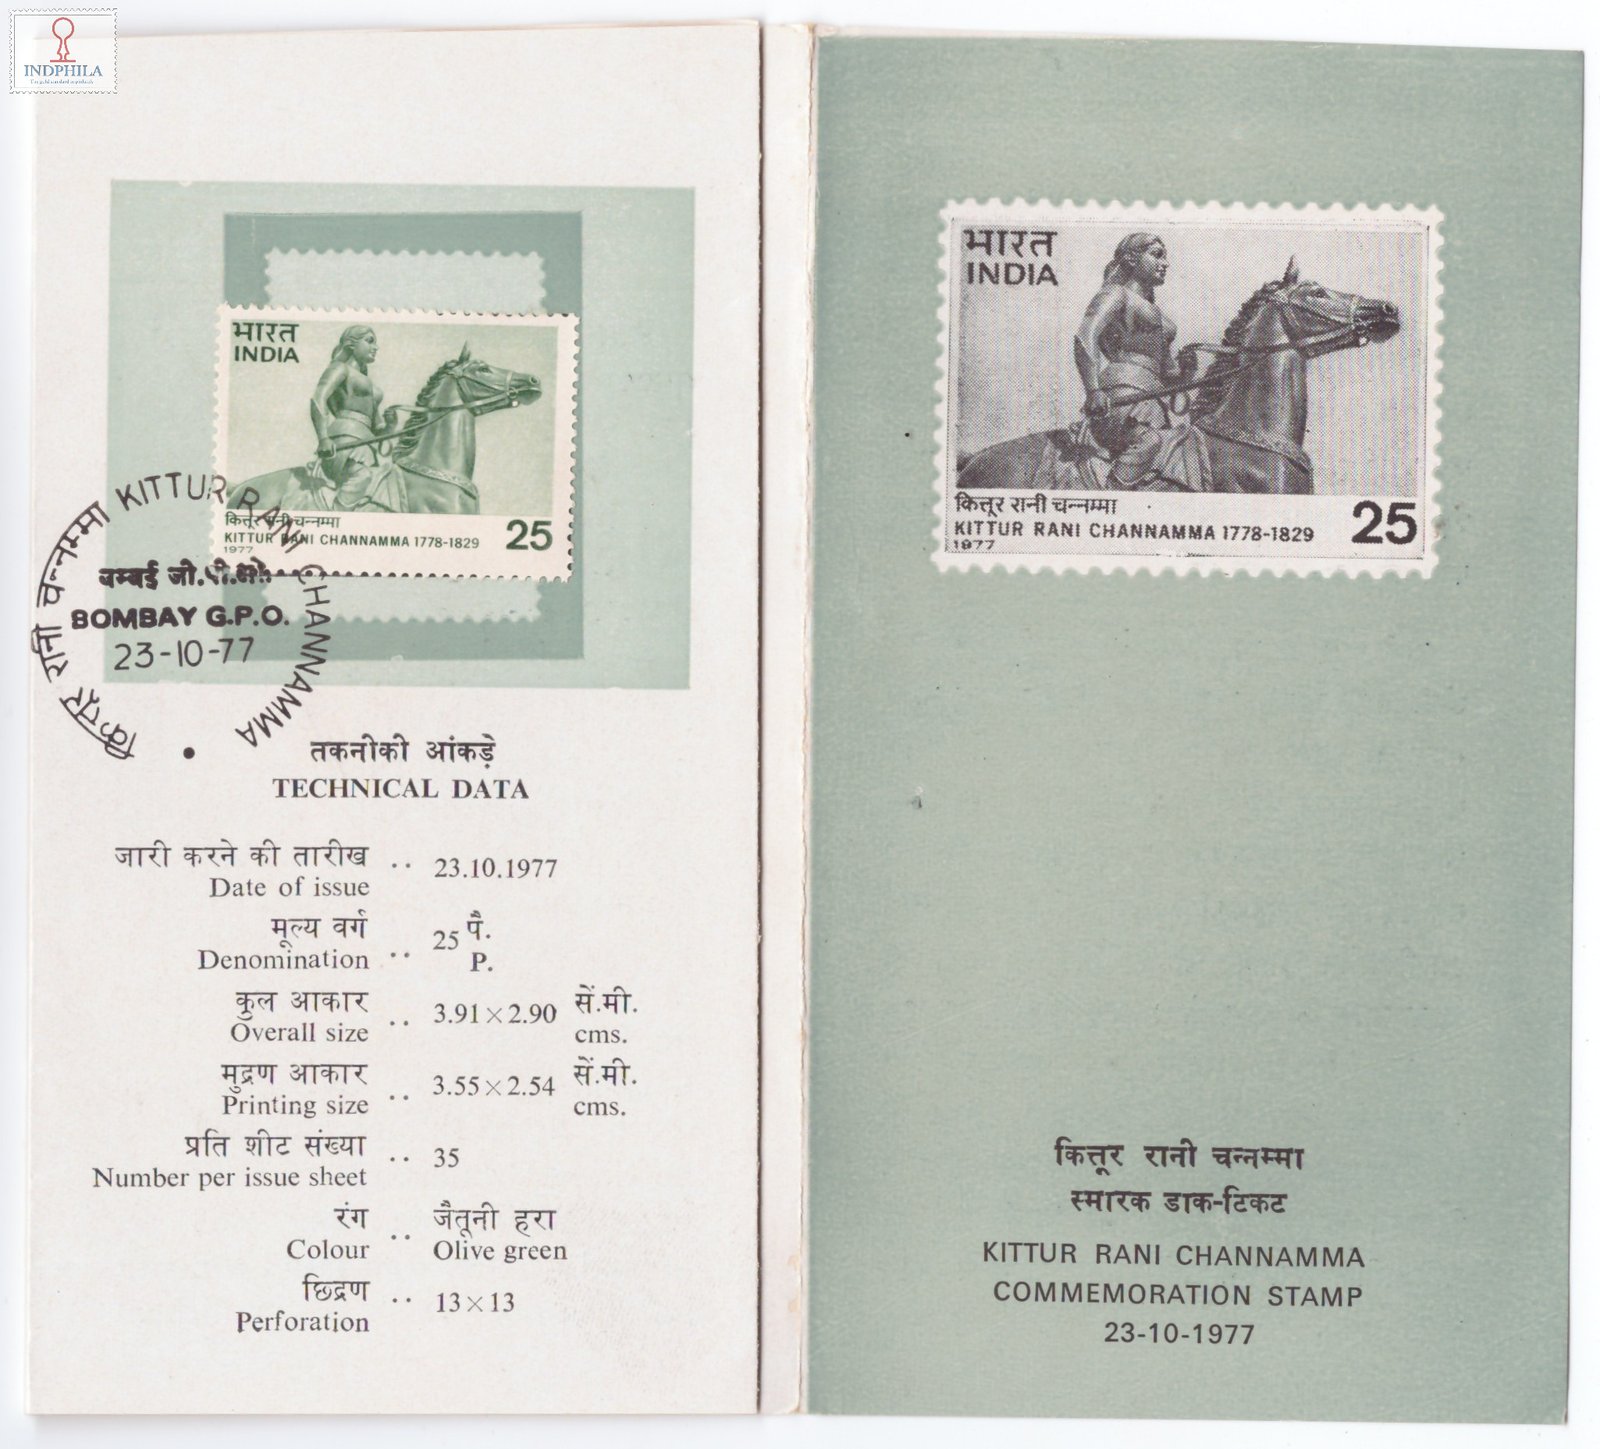 INDPHILA
भारत
INDIA
कित्तूर रानी चन्नम्मा
KITTUR RANI CHANNAMMA 1778-1829
1977
25
कित्तूर रानी चन्नम्मा KITTUR RANI CHANNAMMA
बम्बई जी.पी.ओ.
BOMBAY G.P.O.
23-10-77
तकनीकी आंकड़े
TECHNICAL DATA
जारी करने की तारीख .. 23.10.1977
Date of issue
मूल्य वर्ग .. 25 पै.
Denomination P.
कुल आकार .. 3.91×2.90 सें.मी.
Overall size cms.
मुद्रण आकार .. 3.55×2.54 सें.मी.
Printing size cms.
प्रति शीट संख्या .. 35
Number per issue sheet
रंग .. जैतूनी हरा
Colour Olive green
छिद्रण .. 13×13
Perforation
भारत
INDIA
कित्तूर रानी चन्नम्मा
KITTUR RANI CHANNAMMA 1778-1829
1977
25
कित्तूर रानी चन्नम्मा
स्मारक डाक-टिकट
KITTUR RANI CHANNAMMA
COMMEMORATION STAMP
23-10-1977